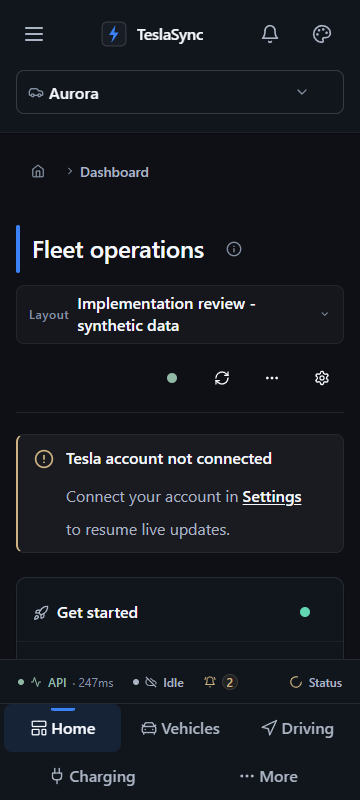 TeslaSync
Aurora
Dashboard
Fleet operations
Layout
Implementation review -
synthetic data
Tesla account not connected
Connect your account in Settings
to resume live updates.
Get started
API · 247ms
Idle
2
Status
Home
Vehicles
Driving
Charging
More